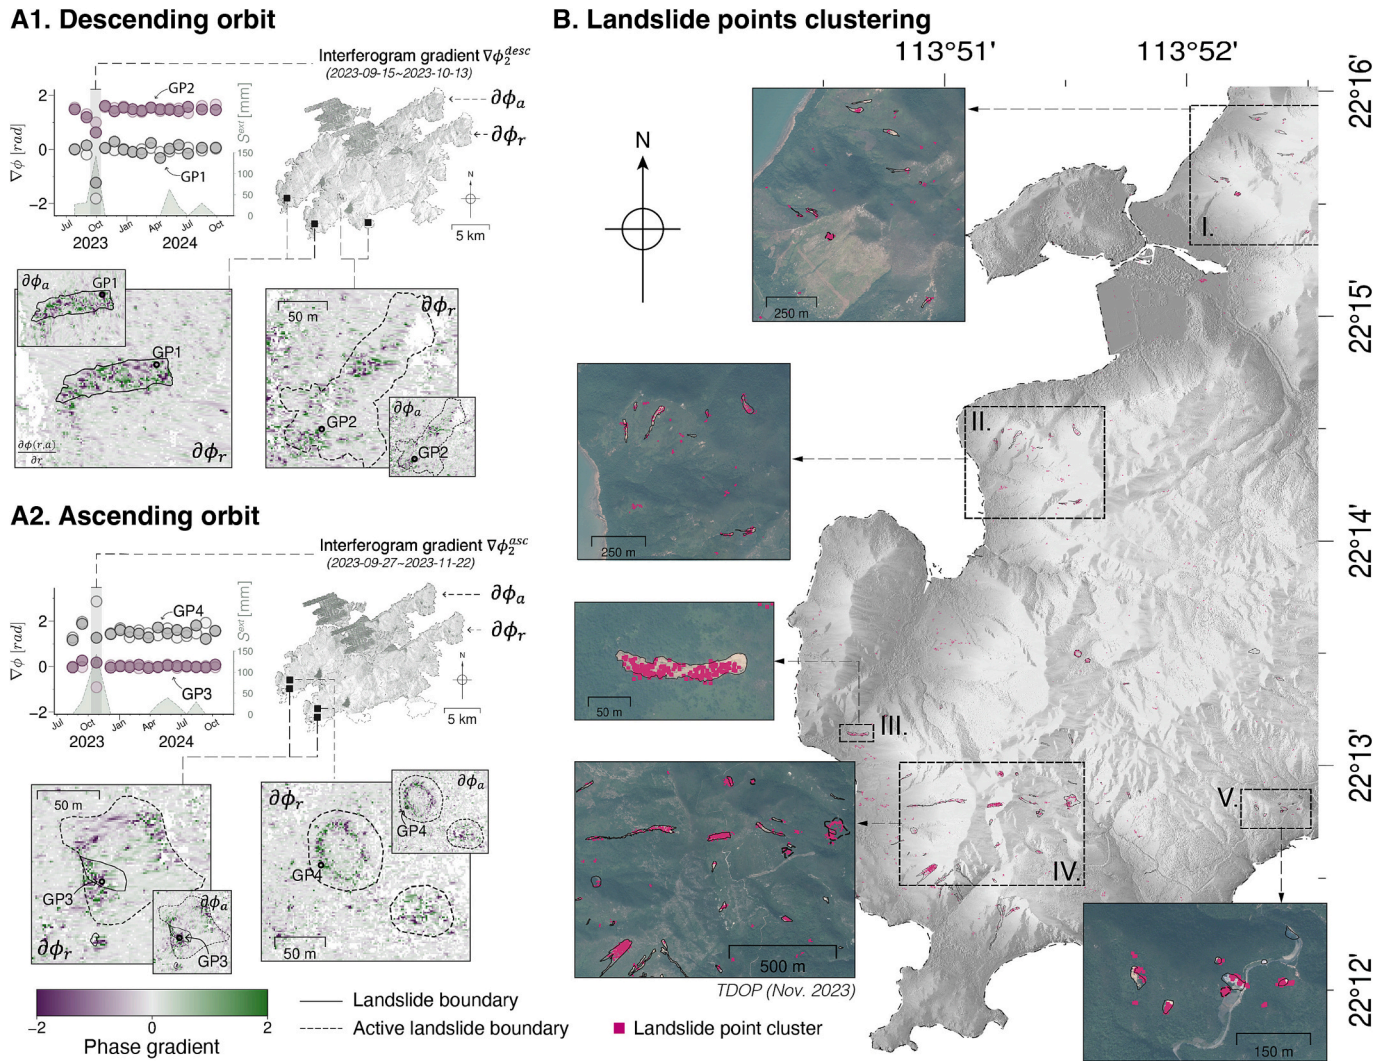 A1. Descending orbit
Interferogram gradient ∇ϕ₂ᵈᵉˢᶜ
(2023-09-15~2023-10-13)
∂ϕₐ
∂ϕᵣ
GP2
GP1
∇ϕ [rad]
2
0
−2
Sᵉˣᵗ [mm]
150
100
50
0
Jul
Oct
Jan
Apr
Jul
Oct
2023
2024
N
5 km
∂ϕₐ
GP1
GP1
∂ϕ(r,a)
∂r
∂ϕᵣ
50 m
∂ϕᵣ
GP2
∂ϕₐ
GP2
A2. Ascending orbit
Interferogram gradient ∇ϕ₂ᵃˢᶜ
(2023-09-27~2023-11-22)
∂ϕₐ
∂ϕᵣ
GP4
GP3
∇ϕ [rad]
2
0
−2
Sᵉˣᵗ [mm]
150
100
50
0
Jul
Oct
Jan
Apr
Jul
Oct
2023
2024
N
5 km
50 m
GP3
∂ϕᵣ
∂ϕₐ
GP3
∂ϕᵣ
GP4
50 m
∂ϕₐ
GP4
−2
0
2
Phase gradient
Landslide boundary
Active landslide boundary
Landslide point cluster
B. Landslide points clustering
113°51'
113°52'
22°16'
22°15'
22°14'
22°13'
22°12'
N
250 m
I.
II.
250 m
III.
50 m
IV.
500 m
TDOP (Nov. 2023)
V.
150 m